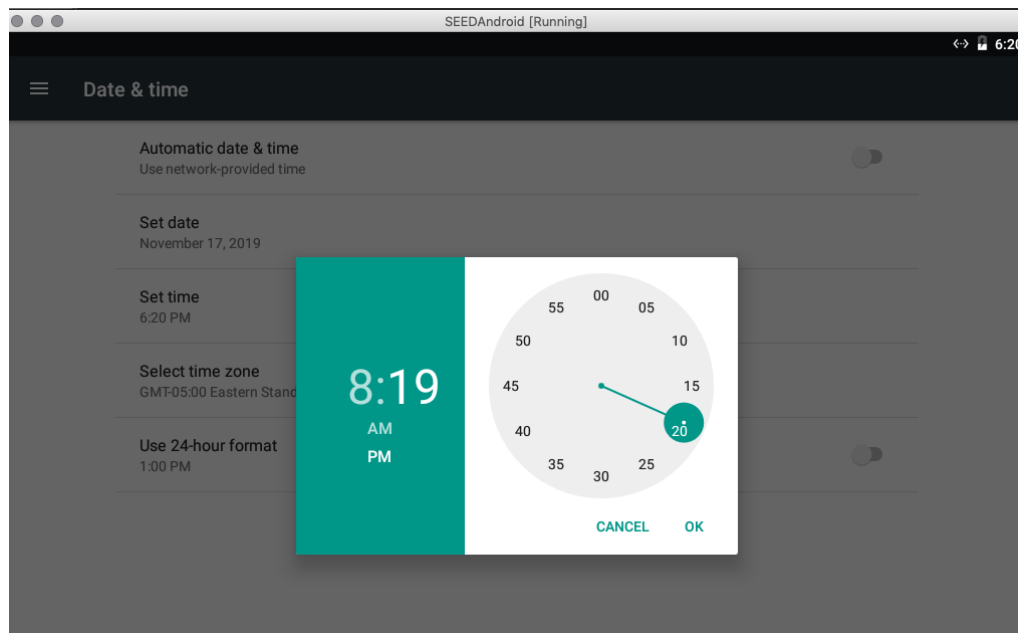 SEEDAndroid [Running]
6:20
Date & time
Automatic date & time
Use network-provided time
Set date
November 17, 2019
Set time
6:20 PM
Select time zone
GMT-05:00 Eastern Stand
Use 24-hour format
1:00 PM
8:19
AM
PM
00
55 05
50 10
45 15
40 20
35 25
30
CANCEL OK